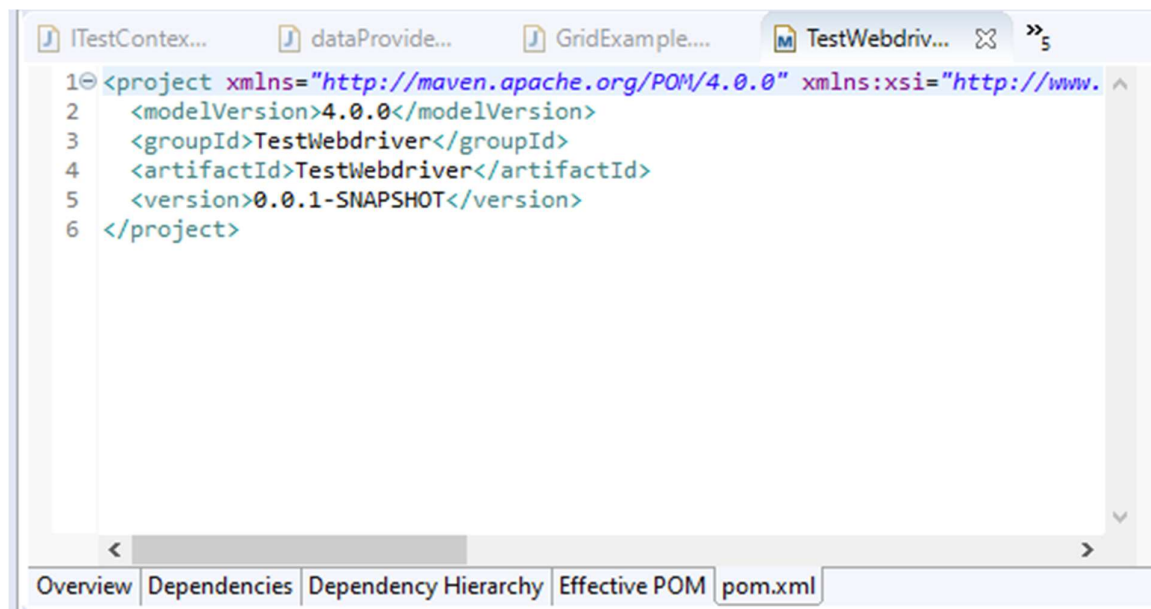 ITestContex... dataProvide... GridExample.... TestWebdriv... »5
1 <project xmlns="http://maven.apache.org/POM/4.0.0" xmlns:xsi="http://www.
2 <modelVersion>4.0.0</modelVersion>
3 <groupId>TestWebdriver</groupId>
4 <artifactId>TestWebdriver</artifactId>
5 <version>0.0.1-SNAPSHOT</version>
6 </project>
Overview Dependencies Dependency Hierarchy Effective POM pom.xml